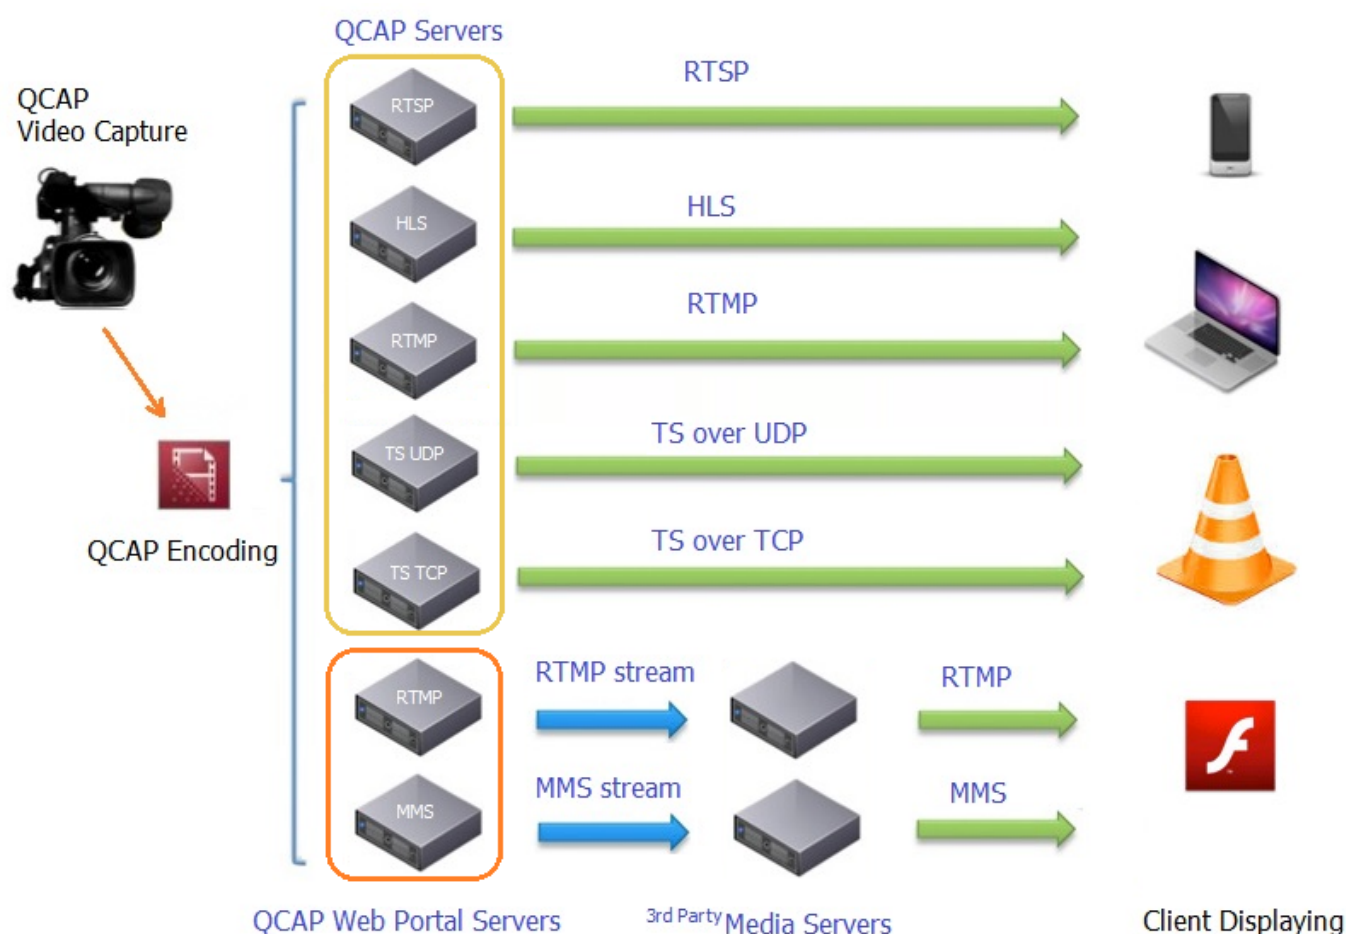 QCAP Servers
QCAP
Video Capture
RTSP
RTSP
HLS
HLS
RTMP
RTMP
TS UDP
TS over UDP
QCAP Encoding
TS TCP
TS over TCP
RTMP
RTMP stream
RTMP
MMS
MMS stream
MMS
QCAP Web Portal Servers
3rd Party Media Servers
Client Displaying